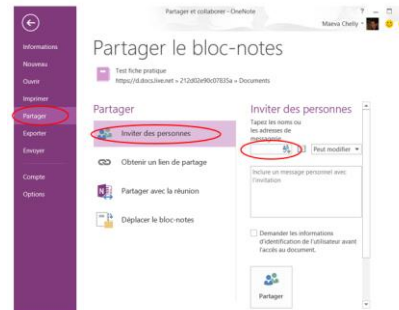 Partager et collaborer - OneNote
?
Maeva Chelly
Informations
Nouveau
Ouvrir
Imprimer
Partager
Exporter
Envoyer
Compte
Options
Partager le bloc-notes
Test fiche pratique
https://d.docs.live.net » 212d02e90c07835a » Documents
Partager
Inviter des personnes
Obtenir un lien de partage
Partager avec la réunion
Déplacer le bloc-notes
Inviter des personnes
Tapez les noms ou
les adresses de
messagerie
Peut modifier
Inclure un message personnel avec
l'invitation
Demander les informations
d'identification de l'utilisateur avant
l'accès au document.
Partager